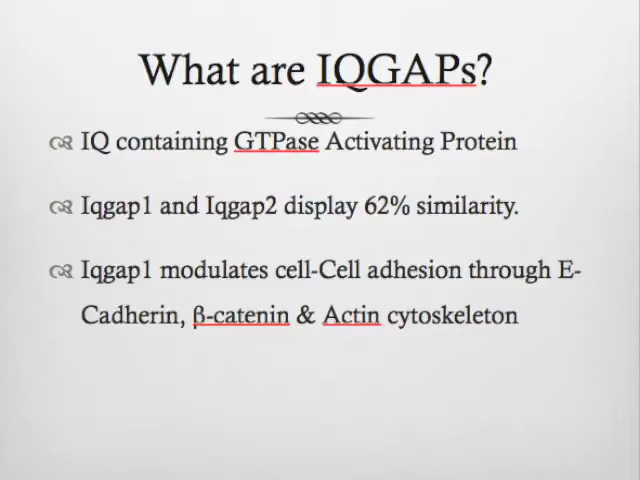 What are IQGAPs?
IQ containing GTPase Activating Protein
Iqgap1 and Iqgap2 display 62% similarity.
Iqgap1 modulates cell-Cell adhesion through E-
Cadherin, β-catenin & Actin cytoskeleton